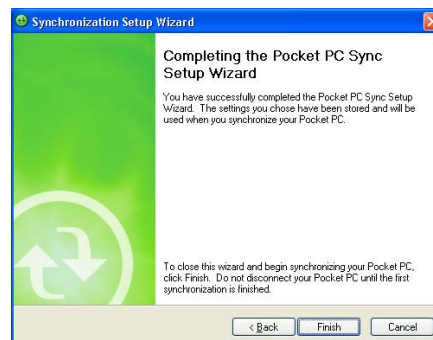 Synchronization Setup Wizard
Completing the Pocket PC Sync
Setup Wizard
You have successfully completed the Pocket PC Sync Setup
Wizard. The settings you chose have been stored and will be
used when you synchronize your Pocket PC.
To close this wizard and begin synchronizing your Pocket PC,
click Finish. Do not disconnect your Pocket PC until the first
synchronization is finished.
< Back Finish Cancel